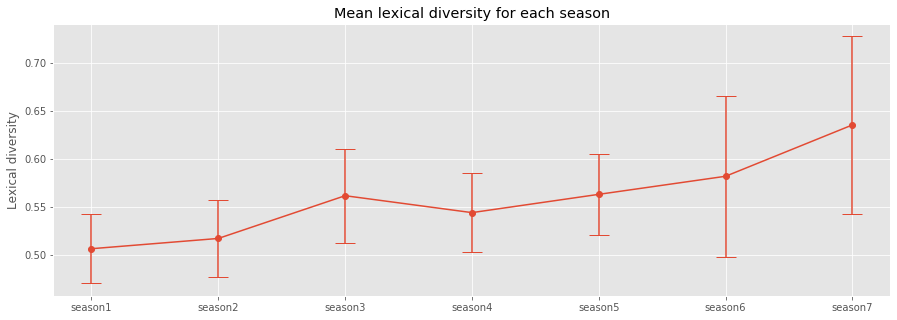 Mean lexical diversity for each season
Lexical diversity
0.70
0.65
0.60
0.55
0.50
season1 season2 season3 season4 season5 season6 season7